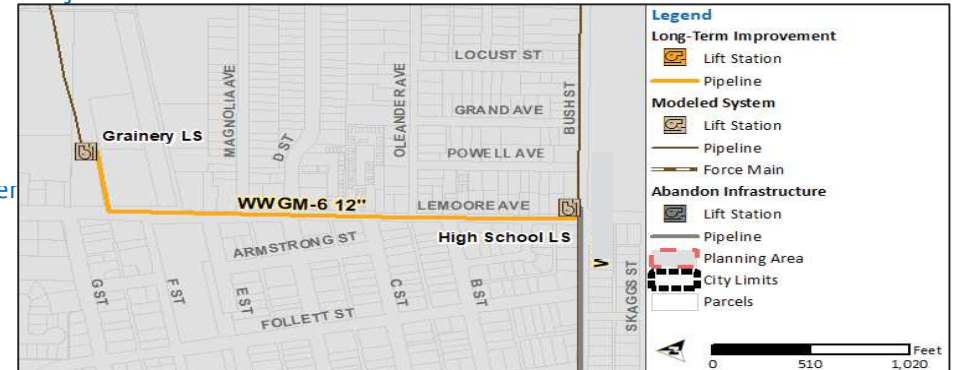 LOCUST ST
MAGNOLIA AVE
OLEANDER AVE
BUSH ST
GRAND AVE
Grainery LS
D ST
POWELL AVE
WWGM-6 12"
LEMOORE AVE
High School LS
ARMSTRONG ST
G ST
F ST
E ST
C ST
B ST
SKAGGS ST
FOLLETT ST
Legend
Long-Term Improvement
Lift Station
Pipeline
Modeled System
Lift Station
Pipeline
Force Main
Abandon Infrastructure
Lift Station
Pipeline
Planning Area
City Limits
Parcels
Feet
0 510 1,020